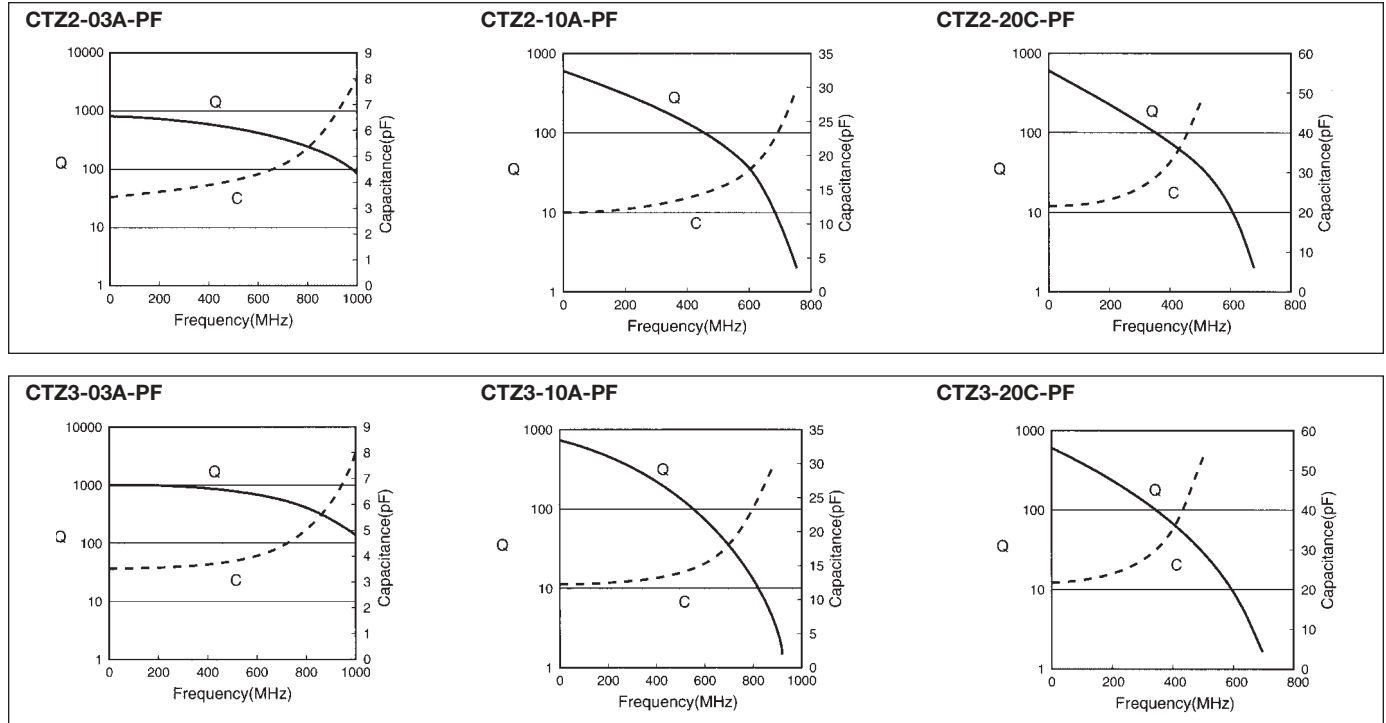 CTZ2-03A-PF
10000
1000
100
10
1
Q
Q
C
9
8
7
6
5
4
3
2
1
0
Capacitance(pF)
0 200 400 600 800 1000
Frequency(MHz)
CTZ2-10A-PF
1000
100
10
1
Q
Q
C
35
30
25
20
15
10
5
0
Capacitance(pF)
0 200 400 600 800
Frequency(MHz)
CTZ2-20C-PF
1000
100
10
1
Q
Q
C
60
50
40
30
20
10
0
Capacitance(pF)
0 200 400 600 800
Frequency(MHz)
CTZ3-03A-PF
10000
1000
100
10
1
Q
Q
C
9
8
7
6
5
4
3
2
1
0
Capacitance(pF)
0 200 400 600 800 1000
Frequency(MHz)
CTZ3-10A-PF
1000
100
10
1
Q
Q
C
35
30
25
20
15
10
5
0
Capacitance(pF)
0 200 400 600 800 1000
Frequency(MHz)
CTZ3-20C-PF
1000
100
10
1
Q
Q
C
60
50
40
30
20
10
0
Capacitance(pF)
0 200 400 600 800
Frequency(MHz)